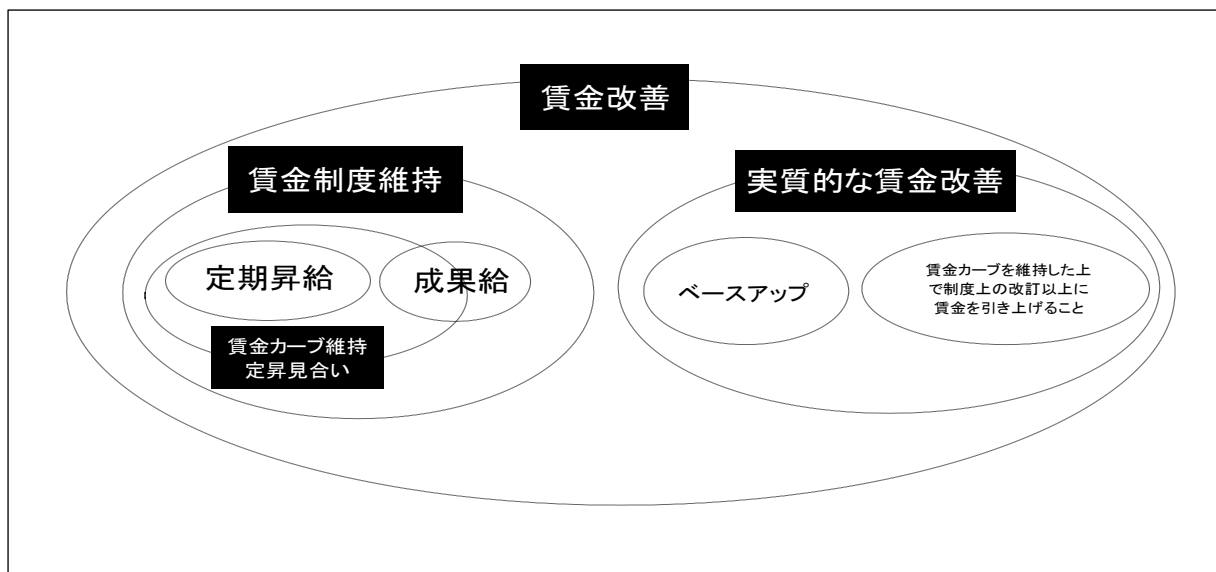 賃金改善
賃金制度維持
実質的な賃金改善
定期昇給
成果給
賃金カーブ維持
定昇見合い
ベースアップ
賃金カーブを維持した上
で制度上の改訂以上に
賃金を引き上げること